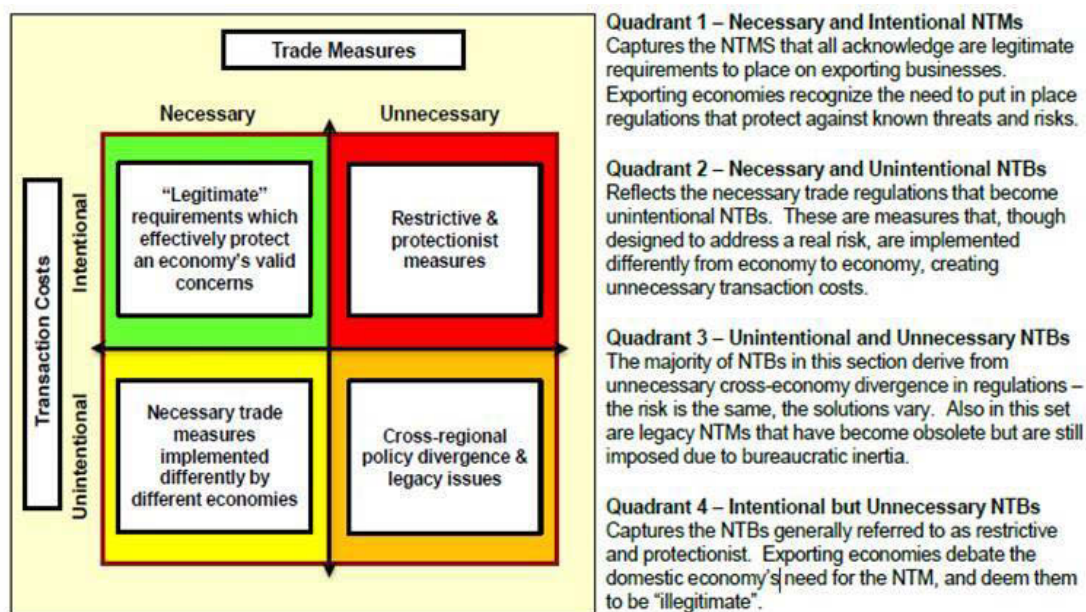 Trade Measures
Necessary
Unnecessary
Transaction Costs
Intentional
Unintentional
“Legitimate”
requirements which
effectively protect
an economy’s valid
concerns
Restrictive &
protectionist
measures
Necessary trade
measures
implemented
differently by
different economies
Cross-regional
policy divergence &
legacy issues
Quadrant 1 – Necessary and Intentional NTMs
Captures the NTMS that all acknowledge are legitimate
requirements to place on exporting businesses.
Exporting economies recognize the need to put in place
regulations that protect against known threats and risks.
Quadrant 2 – Necessary and Unintentional NTBs
Reflects the necessary trade regulations that become
unintentional NTBs. These are measures that, though
designed to address a real risk, are implemented
differently from economy to economy, creating
unnecessary transaction costs.
Quadrant 3 – Unintentional and Unnecessary NTBs
The majority of NTBs in this section derive from
unnecessary cross-economy divergence in regulations –
the risk is the same, the solutions vary. Also in this set
are legacy NTMs that have become obsolete but are still
imposed due to bureaucratic inertia.
Quadrant 4 – Intentional but Unnecessary NTBs
Captures the NTBs generally referred to as restrictive
and protectionist. Exporting economies debate the
domestic economy’s need for the NTM, and deem them
to be “illegitimate”.